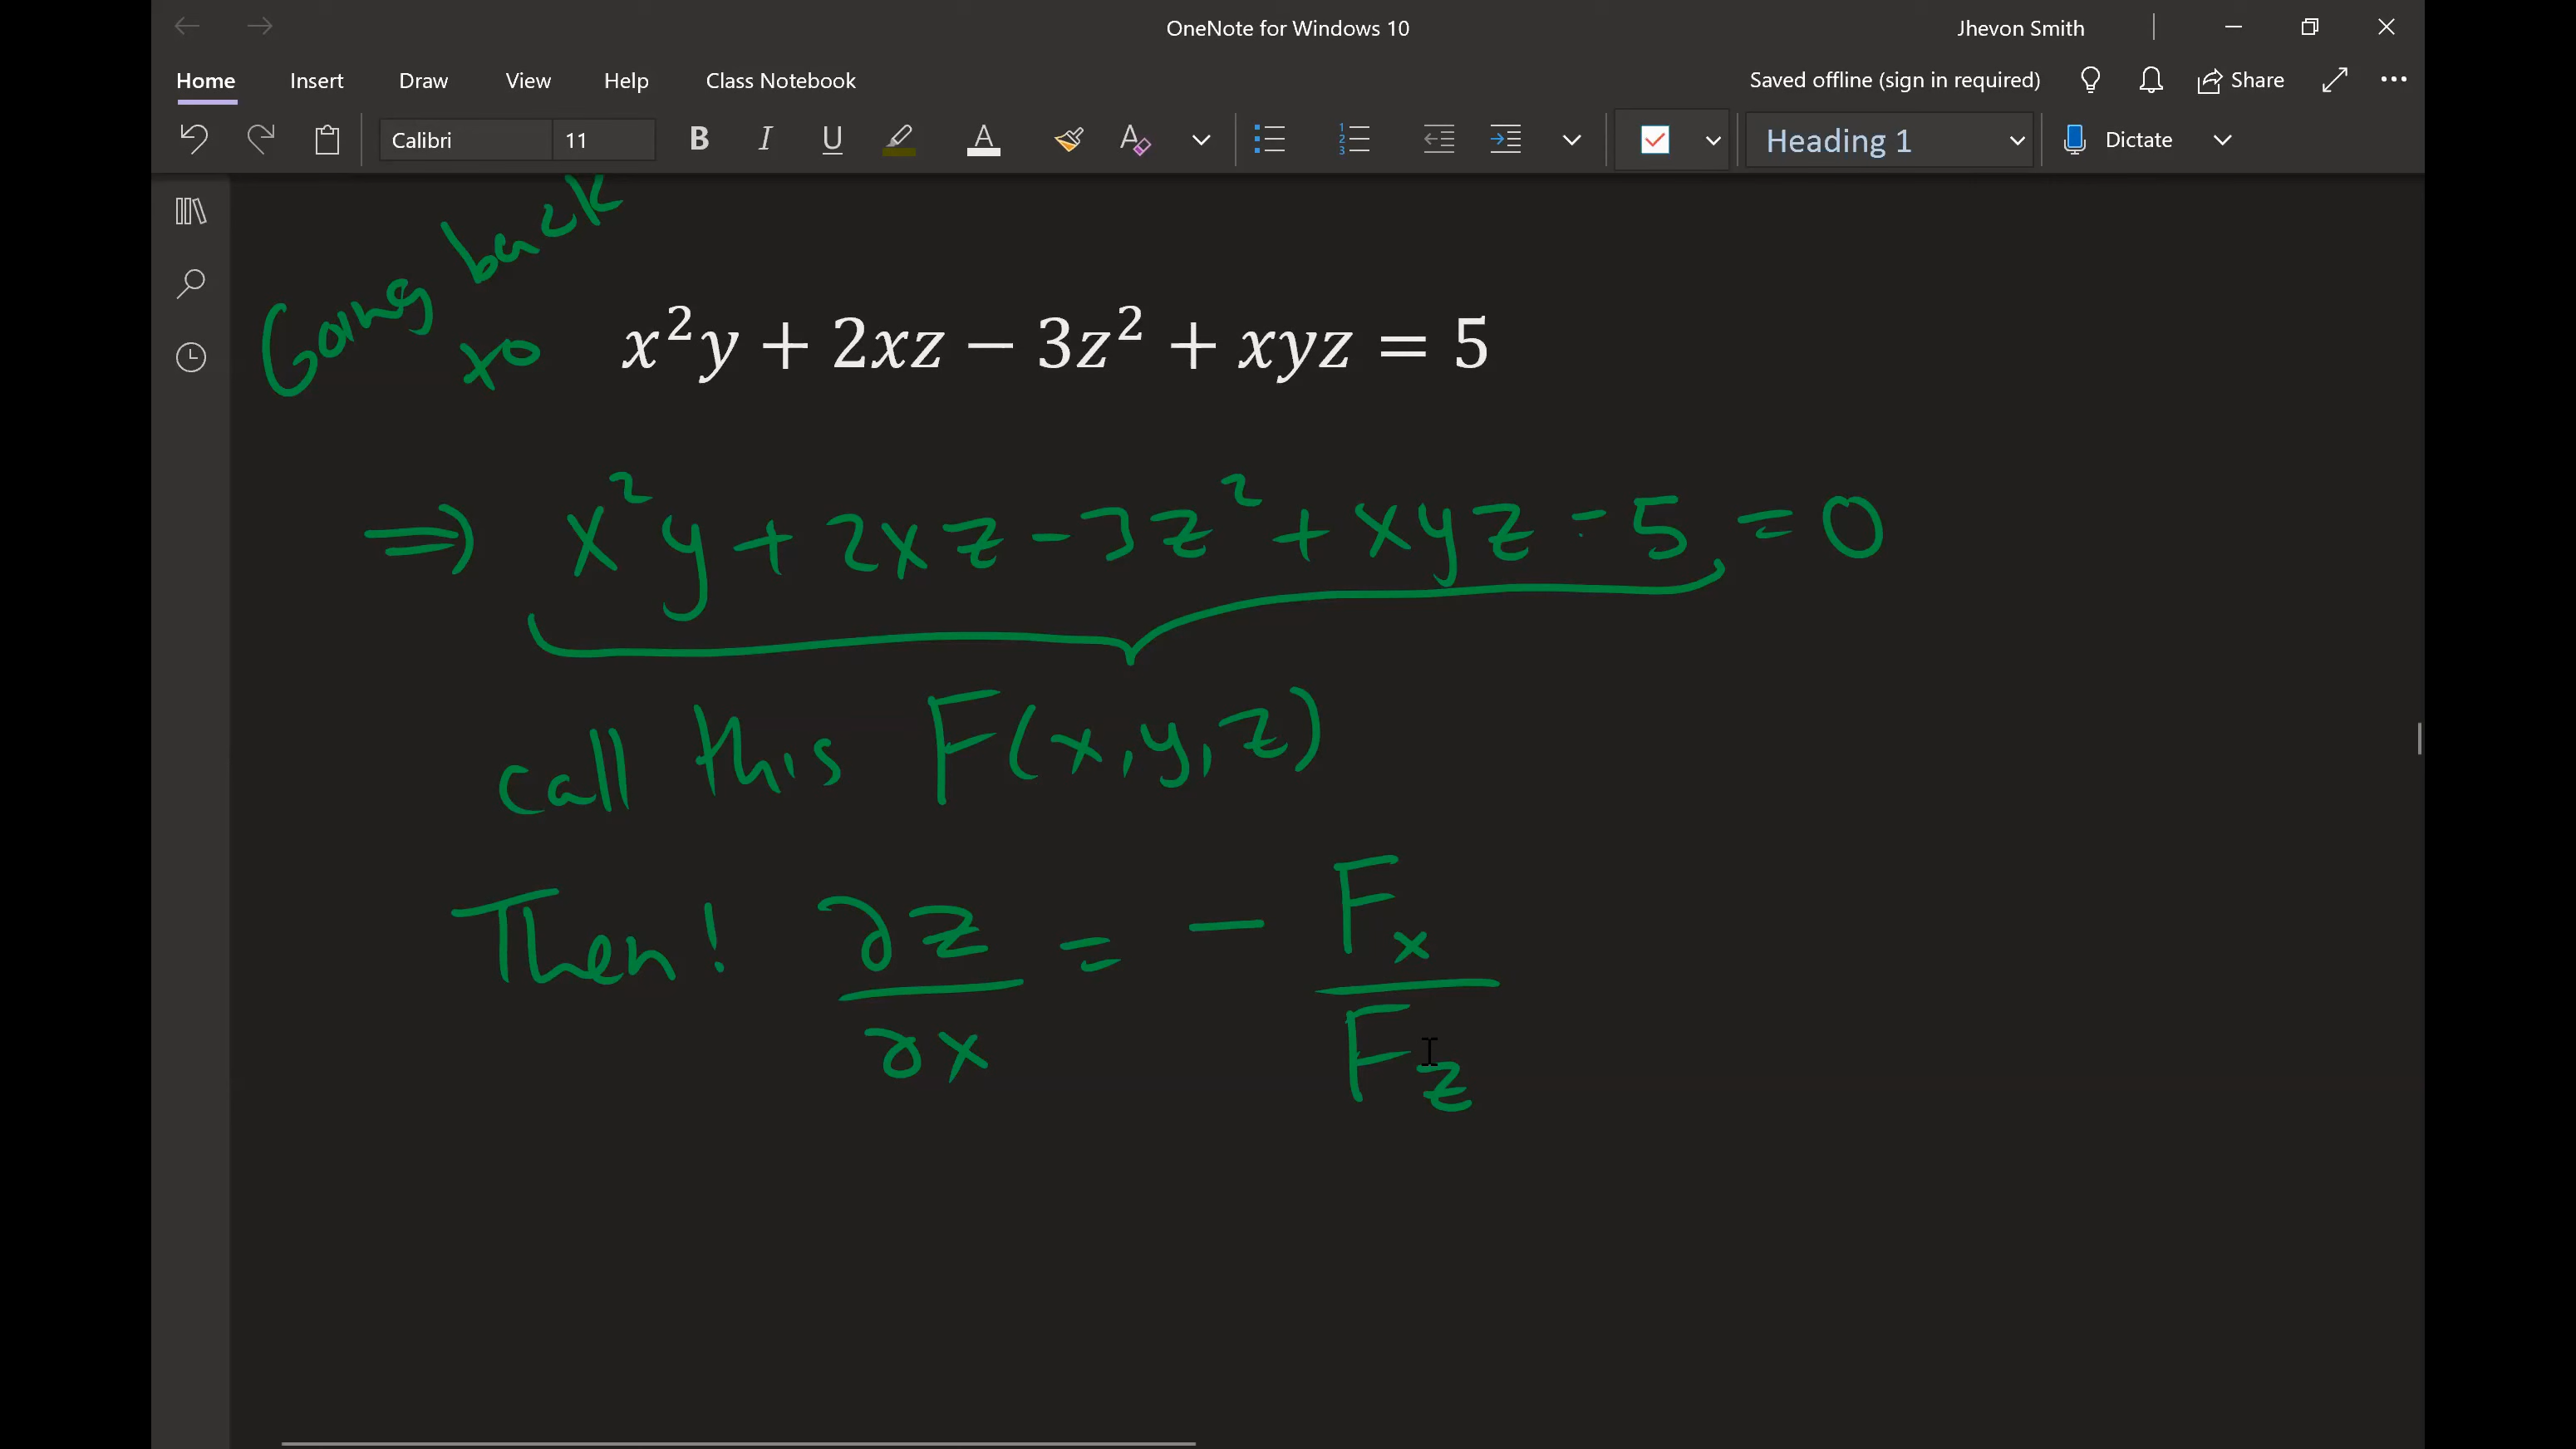 OneNote for Windows 10
Jhevon Smith
Home Insert Draw View Help Class Notebook
Saved offline (sign in required) Share
Calibri 11 B I U A A Heading 1 Dictate
Going back
to x²y + 2xz − 3z² + xyz = 5
⇒ x²y + 2xz - 3z² + xyz - 5 = 0
call this F(x,y,z)
Then! ∂z/∂x = - Fx/Fz